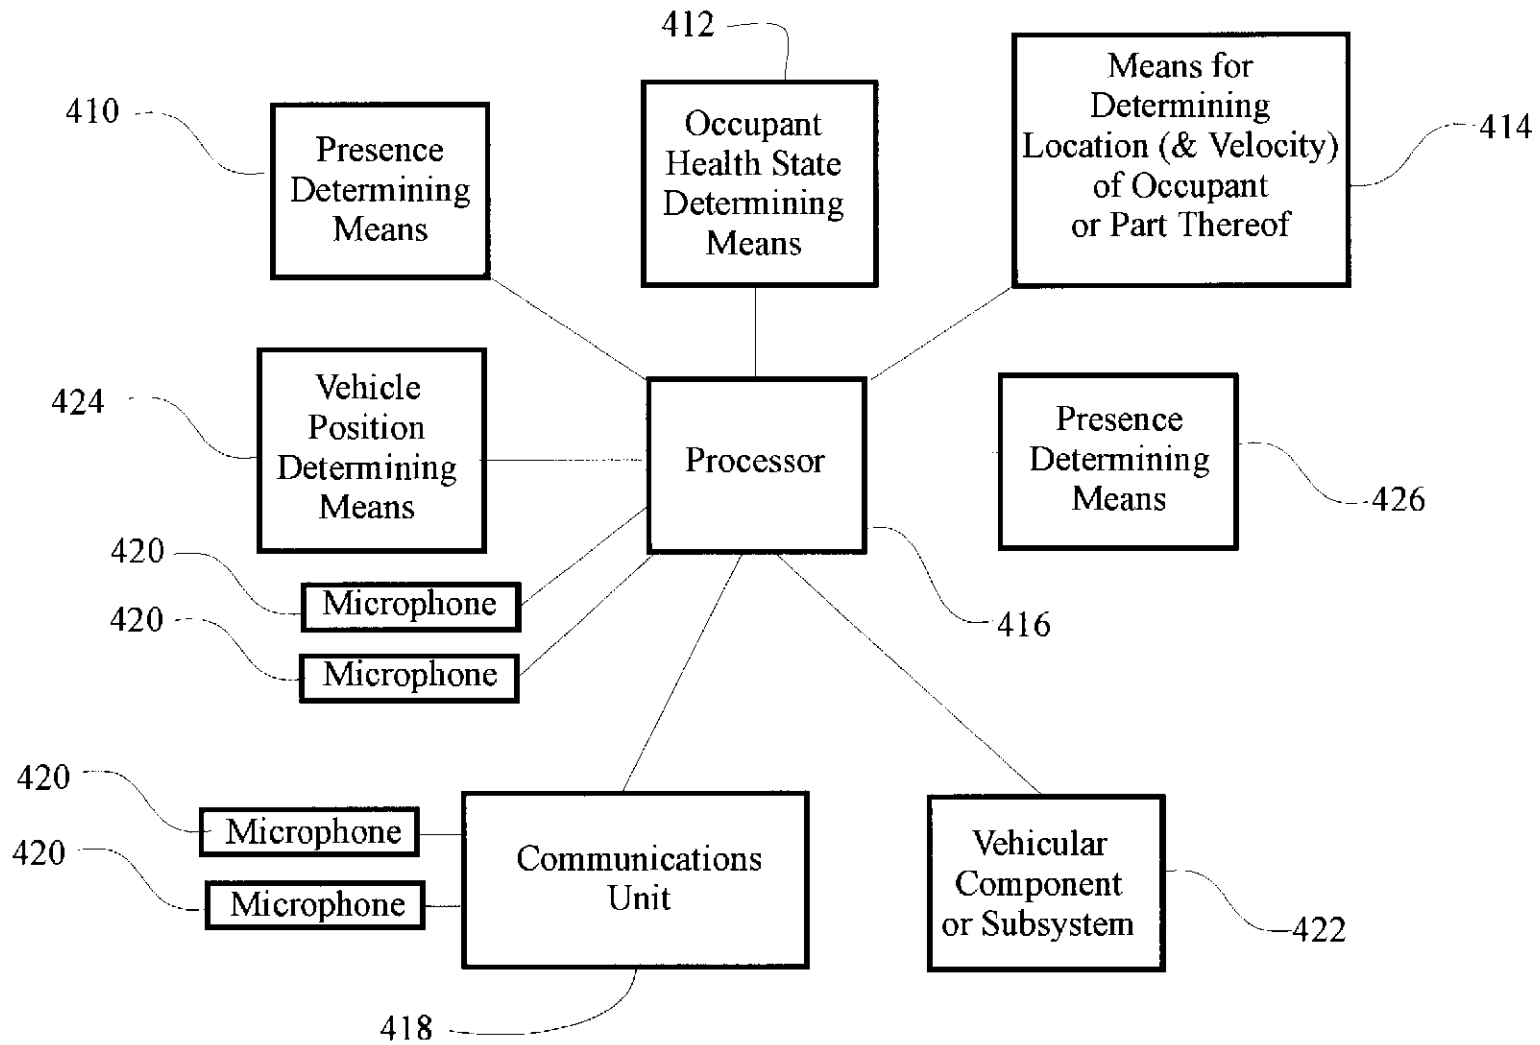 412
410
Presence
Determining
Means
Occupant
Health State
Determining
Means
Means for
Determining
Location (& Velocity)
of Occupant
or Part Thereof
414
424
Vehicle
Position
Determining
Means
Processor
Presence
Determining
Means
426
420
Microphone
420
Microphone
416
420
Microphone
420
Microphone
Communications
Unit
Vehicular
Component
or Subsystem
422
418